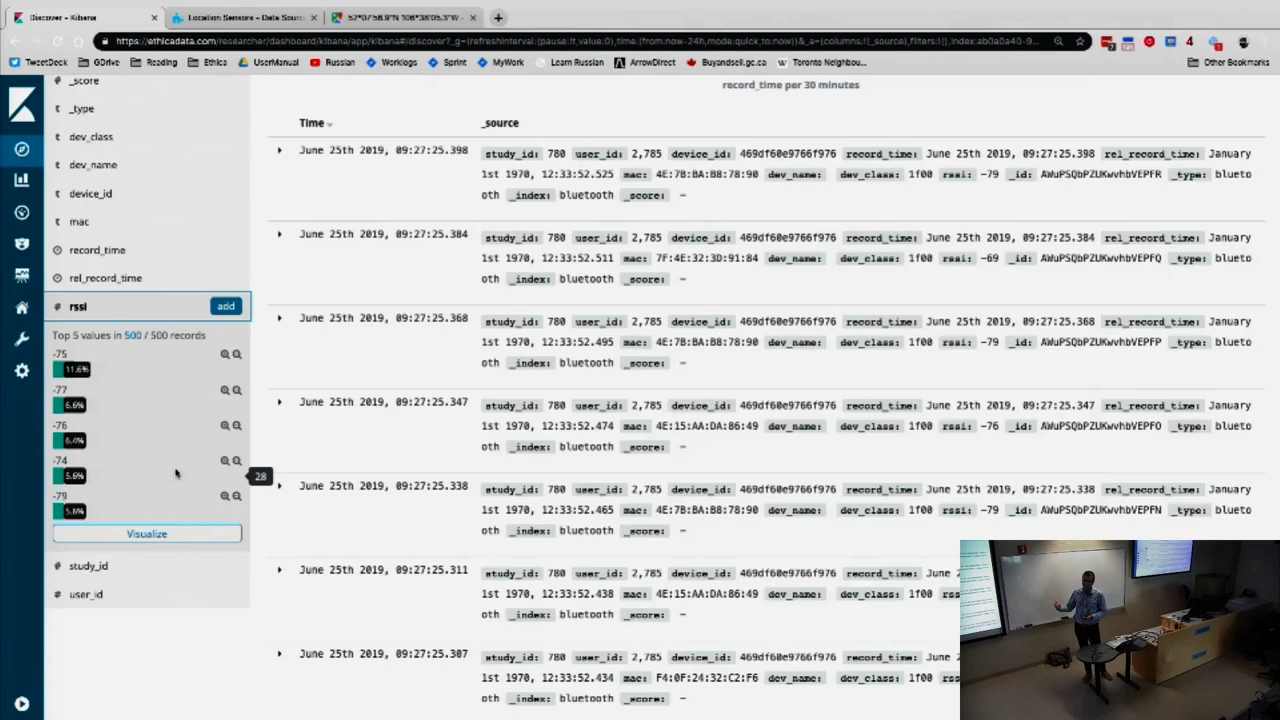 Discover - Kibana
Location Sensors - Data Sourc
52°07'58.9"N 106°38'05.3"W -
https://ethicadata.com/researcher/dashboard/kibana/app/kibana#/discover?_g=(refreshInterval:(pause:!t,value:0),time:(from:now-24h,mode:quick,to:now))&_a=(columns:!(_source),filters:!(),index:ab0a0a40-9...
TweetDeck GDrive Reading Ethica UserManual Russian Worklogs Sprint MyWork Learn Russian ArrowDirect Buyandsell.gc.ca Toronto Neighbou... Other Bookmarks
_score
t _type
t dev_class
t dev_name
t device_id
t mac
record_time
rel_record_time
# rssi add
Top 5 values in 500 / 500 records
-75
11.6%
-77
6.6%
-76
6.4%
-74
5.6%
28
-79
5.6%
Visualize
# study_id
# user_id
record_time per 30 minutes
Time _source
June 25th 2019, 09:27:25.398 study_id: 780 user_id: 2,785 device_id: 469df60e9766f976 record_time: June 25th 2019, 09:27:25.398 rel_record_time: January
1st 1970, 12:33:52.525 mac: 4E:7B:BA:B8:78:90 dev_name: dev_class: 1f00 rssi: -79 _id: AWuPSQbPZUKwvhbVEPFR _type: blueto
oth _index: bluetooth _score: -
June 25th 2019, 09:27:25.384 study_id: 780 user_id: 2,785 device_id: 469df60e9766f976 record_time: June 25th 2019, 09:27:25.384 rel_record_time: January
1st 1970, 12:33:52.511 mac: 7F:4E:32:3D:91:84 dev_name: dev_class: 1f00 rssi: -69 _id: AWuPSQbPZUKwvhbVEPFQ _type: blueto
oth _index: bluetooth _score: -
June 25th 2019, 09:27:25.368 study_id: 780 user_id: 2,785 device_id: 469df60e9766f976 record_time: June 25th 2019, 09:27:25.368 rel_record_time: January
1st 1970, 12:33:52.495 mac: 4E:7B:BA:B8:78:90 dev_name: dev_class: 1f00 rssi: -79 _id: AWuPSQbPZUKwvhbVEPFP _type: blueto
oth _index: bluetooth _score: -
June 25th 2019, 09:27:25.347 study_id: 780 user_id: 2,785 device_id: 469df60e9766f976 record_time: June 25th 2019, 09:27:25.347 rel_record_time: January
1st 1970, 12:33:52.474 mac: 4E:15:AA:DA:86:49 dev_name: dev_class: 1f00 rssi: -76 _id: AWuPSQbPZUKwvhbVEPFO _type: blueto
oth _index: bluetooth _score: -
June 25th 2019, 09:27:25.338 study_id: 780 user_id: 2,785 device_id: 469df60e9766f976 record_time: June 25th 2019, 09:27:25.338 rel_record_time: January
1st 1970, 12:33:52.465 mac: 4E:7B:BA:B8:78:90 dev_name: dev_class: 1f00 rssi: -79 _id: AWuPSQbPZUKwvhbVEPFN _type: blueto
oth _index: bluetooth _score: -
June 25th 2019, 09:27:25.311 study_id: 780 user_id: 2,785 device_id: 469df60e9766f976 record_time: June 2
1st 1970, 12:33:52.438 mac: 4E:15:AA:DA:86:49 dev_name: dev_class: 1f00 rssi
oth _index: bluetooth _score: -
June 25th 2019, 09:27:25.307 study_id: 780 user_id: 2,785 device_id: 469df60e9766f976 record_time: June 2
1st 1970, 12:33:52.434 mac: F4:0F:24:32:C2:F6 dev_name: dev_class: 1f00 rssi
oth _index: bluetooth _score: -